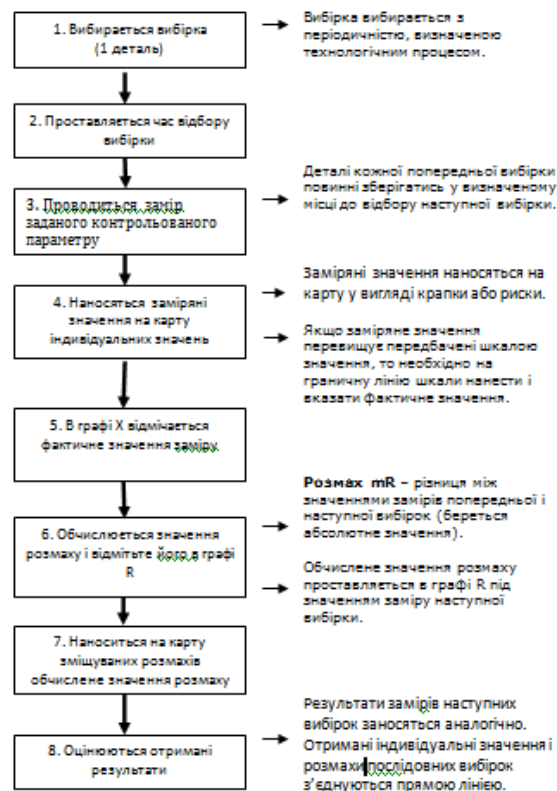 1. Вибирається вибірка
(1 деталь)
Вибірка вибирається з
періодичністю, визначеною
технологічним процесом.
2. Проставляється час відбору
вибірки
Деталі кожної попередньої вибірки
повинні зберігатись у визначеному
місці до відбору наступної вибірки.
3. Проводиться замір
заданого контрольованого
параметру
4. Наносяться заміряні
значення на карту
індивідуальних значень
Заміряні значення наносяться на
карту у вигляді крапки або риски.
Якщо заміряне значення
перевищує передбачені шкалою
значення, то необхідно на
граничну лінію шкали нанести і
вказати фактичне значення.
5. В графі X відмічається
фактичне значення заміру
6. Обчислюється значення
розмаху і відмітьте його в графі
R
Розмах mR – різниця між
значеннями замірів попередньої і
наступної вибірок (береться
абсолютне значення).
Обчислене значення розмаху
проставляється в графі R під
значенням заміру наступної
вибірки.
7. Наноситься на карту
зміщуваних розмахів
обчислене значення розмаху
8. Оцінюються отримані
результати
Результати замірів наступних
вибірок заносяться аналогічно.
Отримані індивідуальні значення і
розмахи послідовних вибірок
з’єднуються прямою лінією.